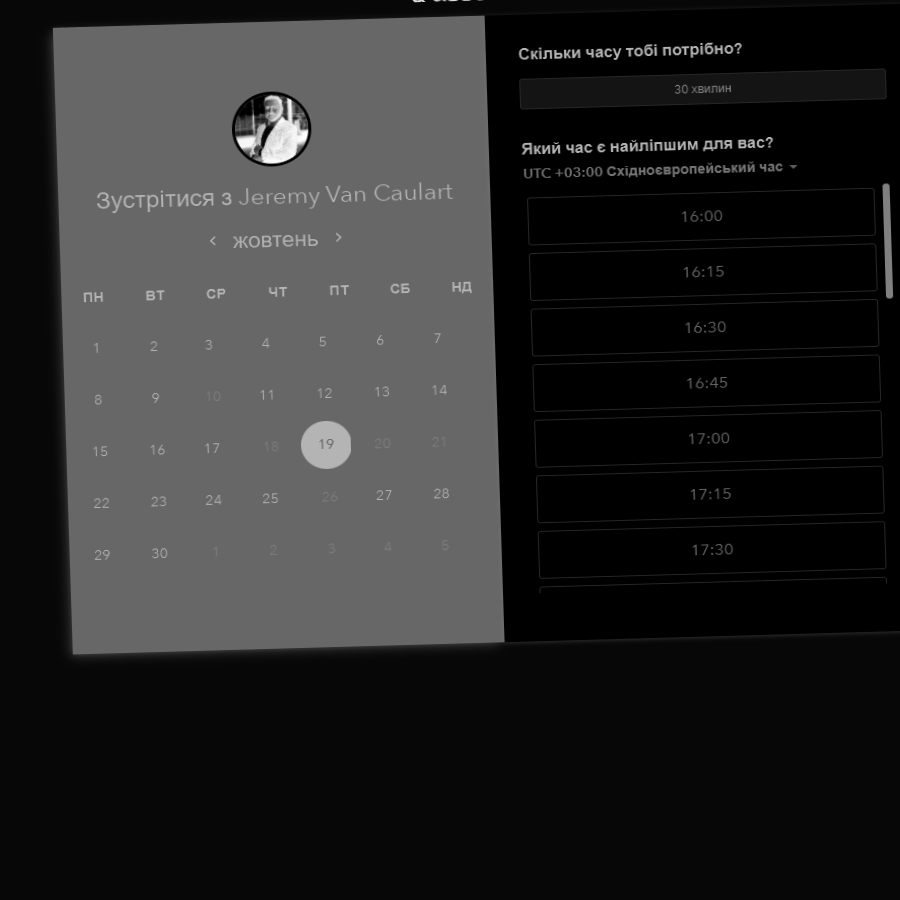 Зустрітися з Jeremy Van Caulart
жовтень
ПН ВТ СР ЧТ ПТ СБ НД
1 2 3 4 5 6 7
8 9 10 11 12 13 14
15 16 17 18 19 20 21
22 23 24 25 26 27 28
29 30 1 2 3 4 5
Скільки часу тобі потрібно?
30 хвилин
Який час є найліпшим для вас?
UTC +03:00 Східноєвропейський час
16:00
16:15
16:30
16:45
17:00
17:15
17:30